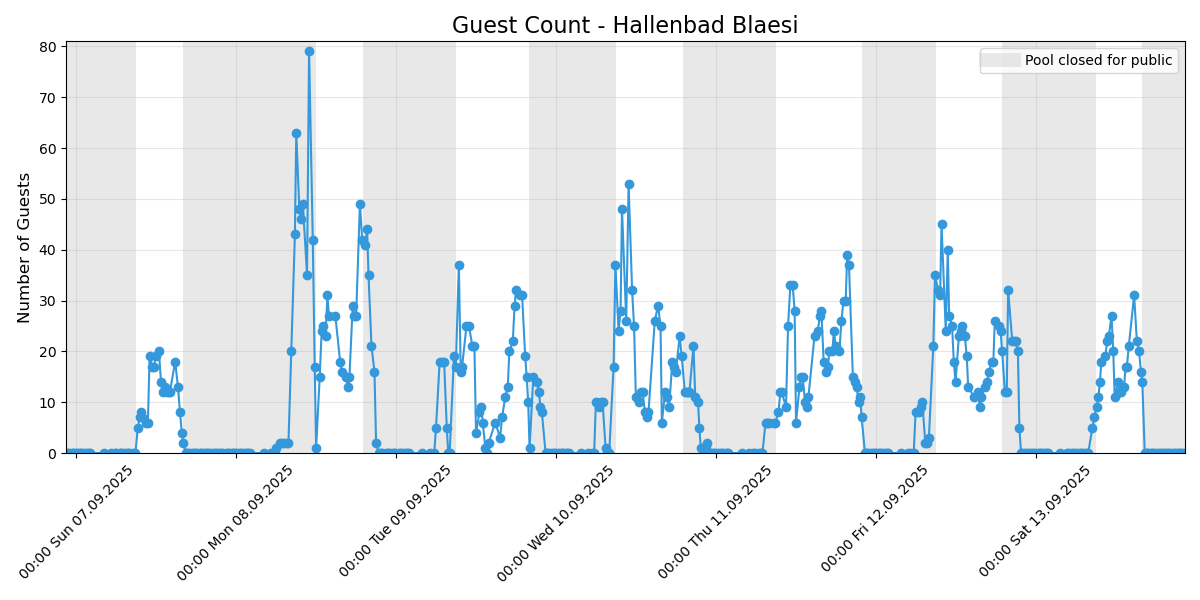 Guest Count - Hallenbad Blaesi
Pool closed for public
Number of Guests
80
70
60
50
40
30
20
10
0
00:00 Sun 07.09.2025
00:00 Mon 08.09.2025
00:00 Tue 09.09.2025
00:00 Wed 10.09.2025
00:00 Thu 11.09.2025
00:00 Fri 12.09.2025
00:00 Sat 13.09.2025